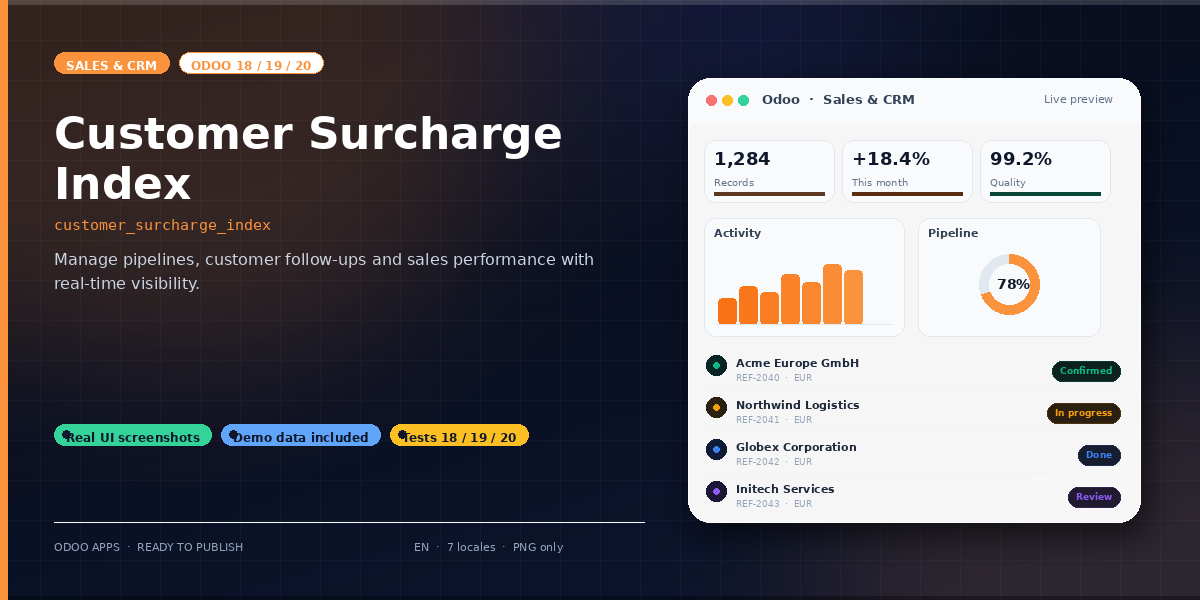 SALES & CRM
ODOO 18 / 19 / 20
Customer Surcharge
Index
customer_surcharge_index
Manage pipelines, customer follow-ups and sales performance with
real-time visibility.
Real UI screenshots
Demo data included
Tests 18 / 19 / 20
ODOO APPS · READY TO PUBLISH
EN · 7 locales · PNG only
Odoo · Sales & CRM
Live preview
1,284
Records
+18.4%
This month
99.2%
Quality
Activity
Pipeline
78%
Acme Europe GmbH
REF-2040 · EUR
Confirmed
Northwind Logistics
REF-2041 · EUR
In progress
Globex Corporation
REF-2042 · EUR
Done
Initech Services
REF-2043 · EUR
Review